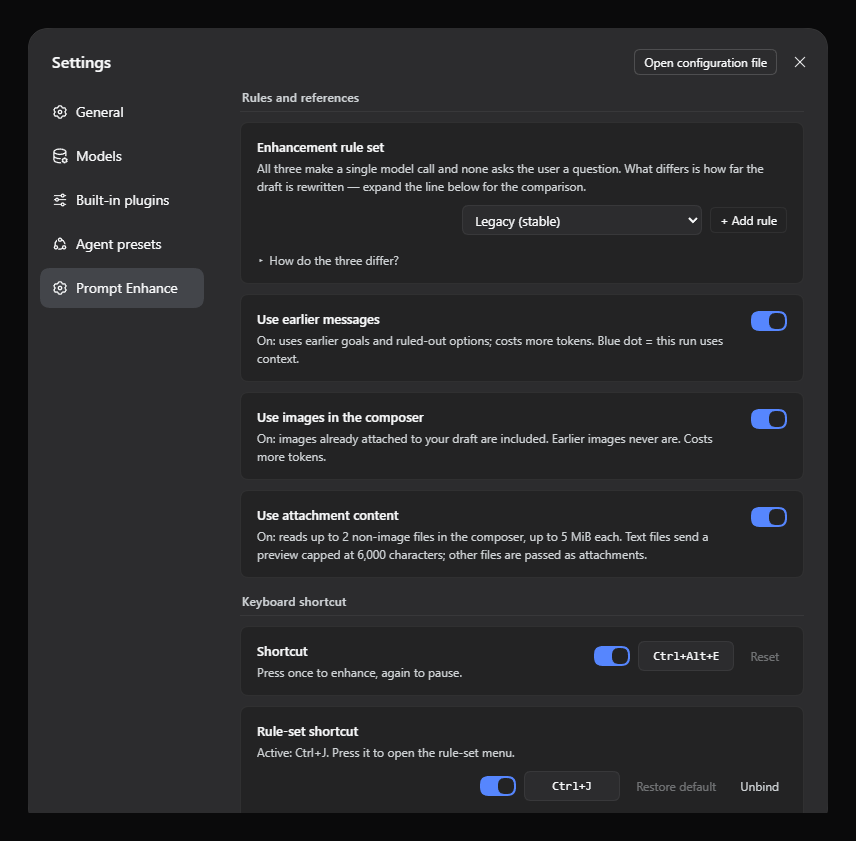 Settings
Open configuration file
General
Models
Built-in plugins
Agent presets
Prompt Enhance
Rules and references
Enhancement rule set
All three make a single model call and none asks the user a question. What differs is how far the
draft is rewritten — expand the line below for the comparison.
Legacy (stable)
+ Add rule
How do the three differ?
Use earlier messages
On: uses earlier goals and ruled-out options; costs more tokens. Blue dot = this run uses
context.
Use images in the composer
On: images already attached to your draft are included. Earlier images never are. Costs
more tokens.
Use attachment content
On: reads up to 2 non-image files in the composer, up to 5 MiB each. Text files send a
preview capped at 6,000 characters; other files are passed as attachments.
Keyboard shortcut
Shortcut
Press once to enhance, again to pause.
Ctrl+Alt+E
Reset
Rule-set shortcut
Active: Ctrl+J. Press it to open the rule-set menu.
Ctrl+J
Restore default
Unbind